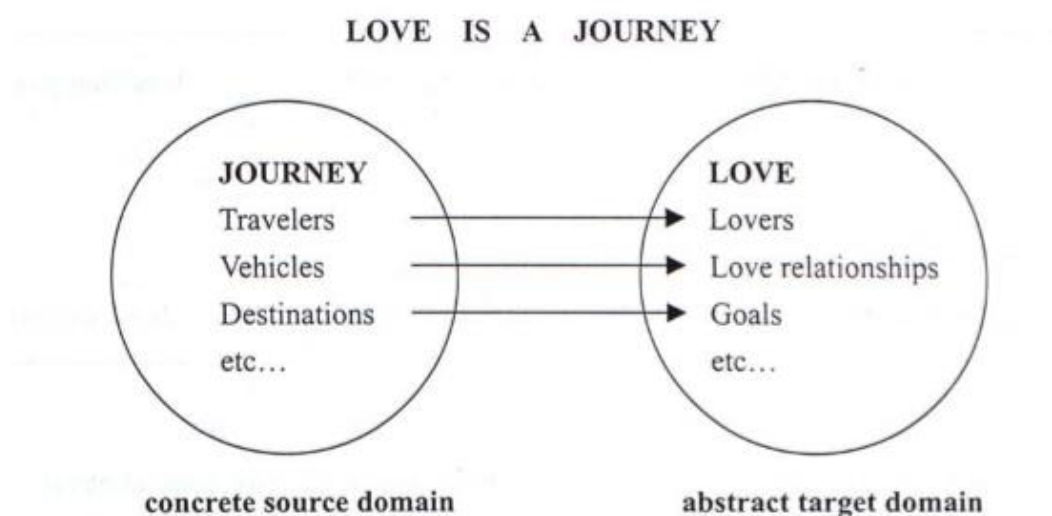 LOVE IS A JOURNEY
JOURNEY
Travelers
Vehicles
Destinations
etc…
LOVE
Lovers
Love relationships
Goals
etc…
concrete source domain
abstract target domain